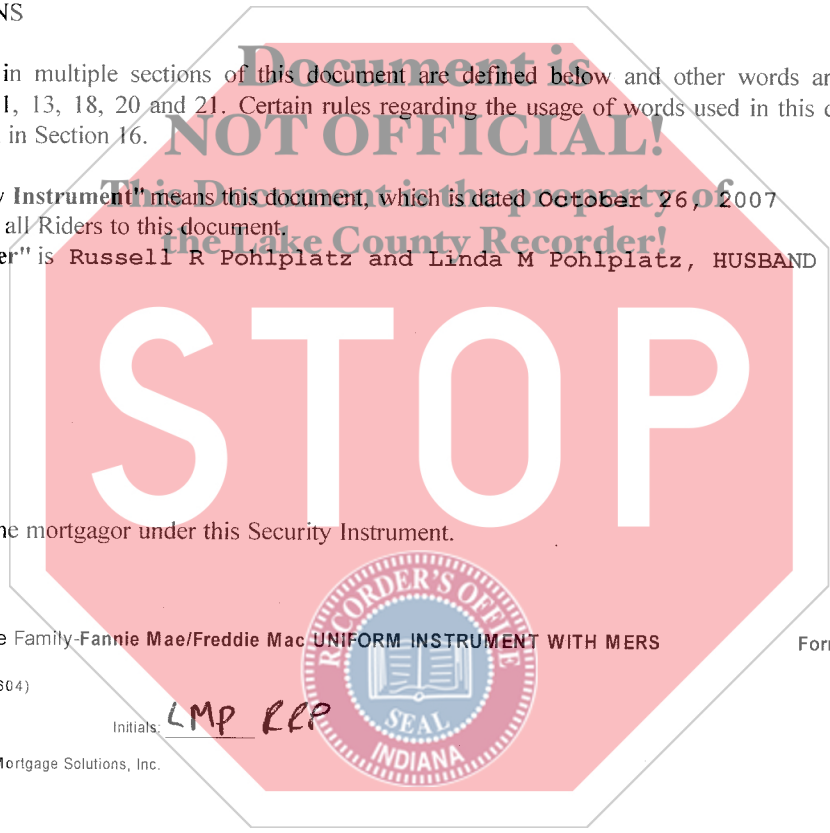 NS
Document is
in multiple sections of this document are defined below and other words ar
1, 13, 18, 20 and 21. Certain rules regarding the usage of words used in this
NOT OFFICIAL!
in Section 16.
Instrument" means this document, which is dated October 26, 2007
This Document is the property of
all Riders to this document.
the Lake County Recorder!
er" is Russell R Pohlplatz and Linda M Pohlplatz, HUSBAND
STOP
he mortgagor under this Security Instrument.
RECORDER'S OFFICE
e Family-Fannie Mae/Freddie Mac UNIFORM INSTRUMENT WITH MERS Form
604)
Initials: LMP RRP
SEAL
INDIANA
Mortgage Solutions, Inc.